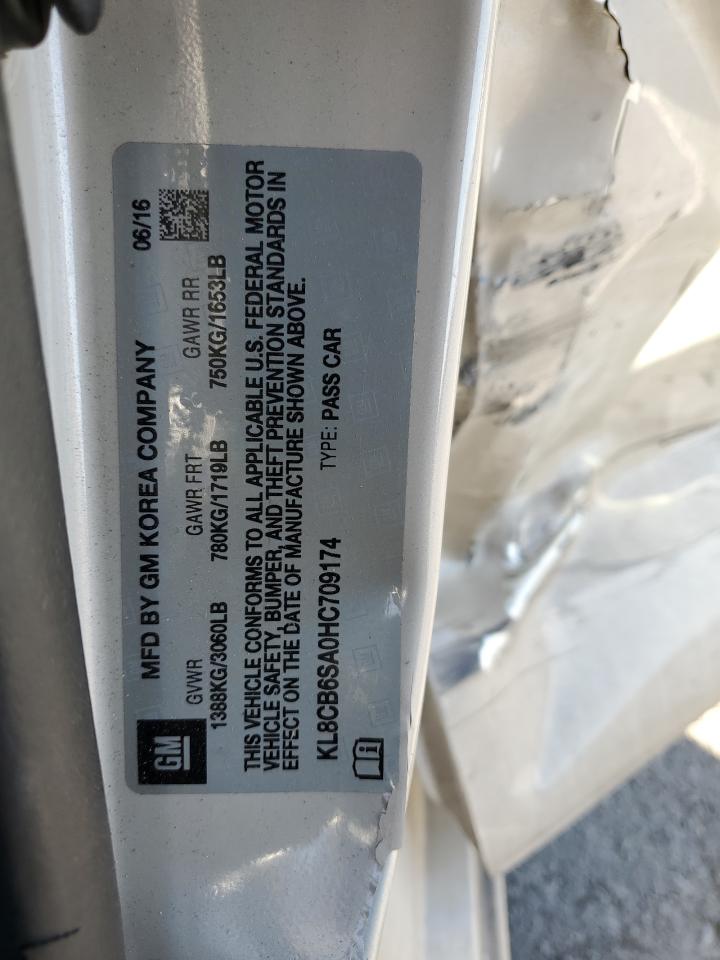 MFD BY GM KOREA COMPANY 06/16
GM
GVWR GAWR FRT GAWR RR
1388KG/3060LB 780KG/1719LB 750KG/1653LB
THIS VEHICLE CONFORMS TO ALL APPLICABLE U.S. FEDERAL MOTOR
VEHICLE SAFETY, BUMPER, AND THEFT PREVENTION STANDARDS IN
EFFECT ON THE DATE OF MANUFACTURE SHOWN ABOVE.
KL8CB6SA0HC709174 TYPE: PASS CAR